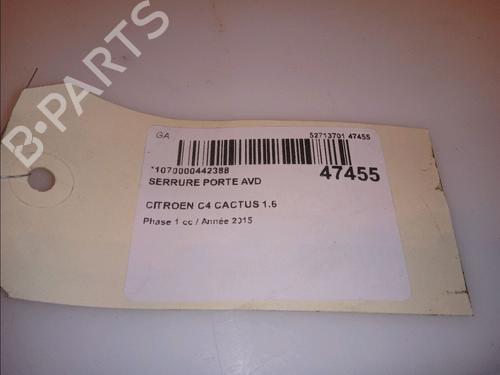 B-PARTS
GA
52713701 47455
*1070000442388
47455
SERRURE PORTE AVD
CITROEN C4 CACTUS 1.6
Phase 1 cc / Année 2015